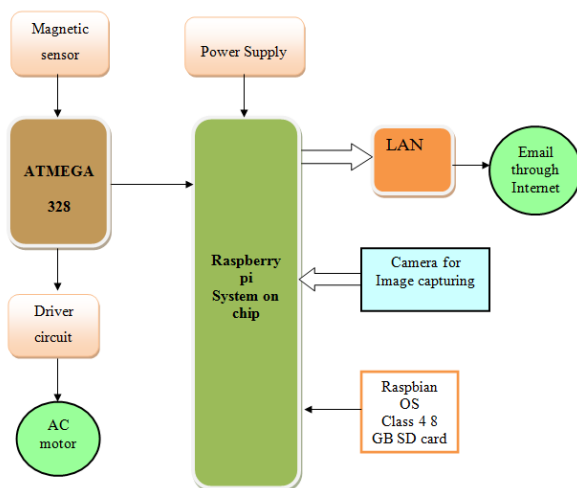 Magnetic
sensor
Power Supply
ATMEGA
328
LAN
Email
through
Internet
Raspberry
pi
System on
chip
Camera for
Image capturing
Driver
circuit
Raspbian
OS
Class 4 8
GB SD card
AC
motor